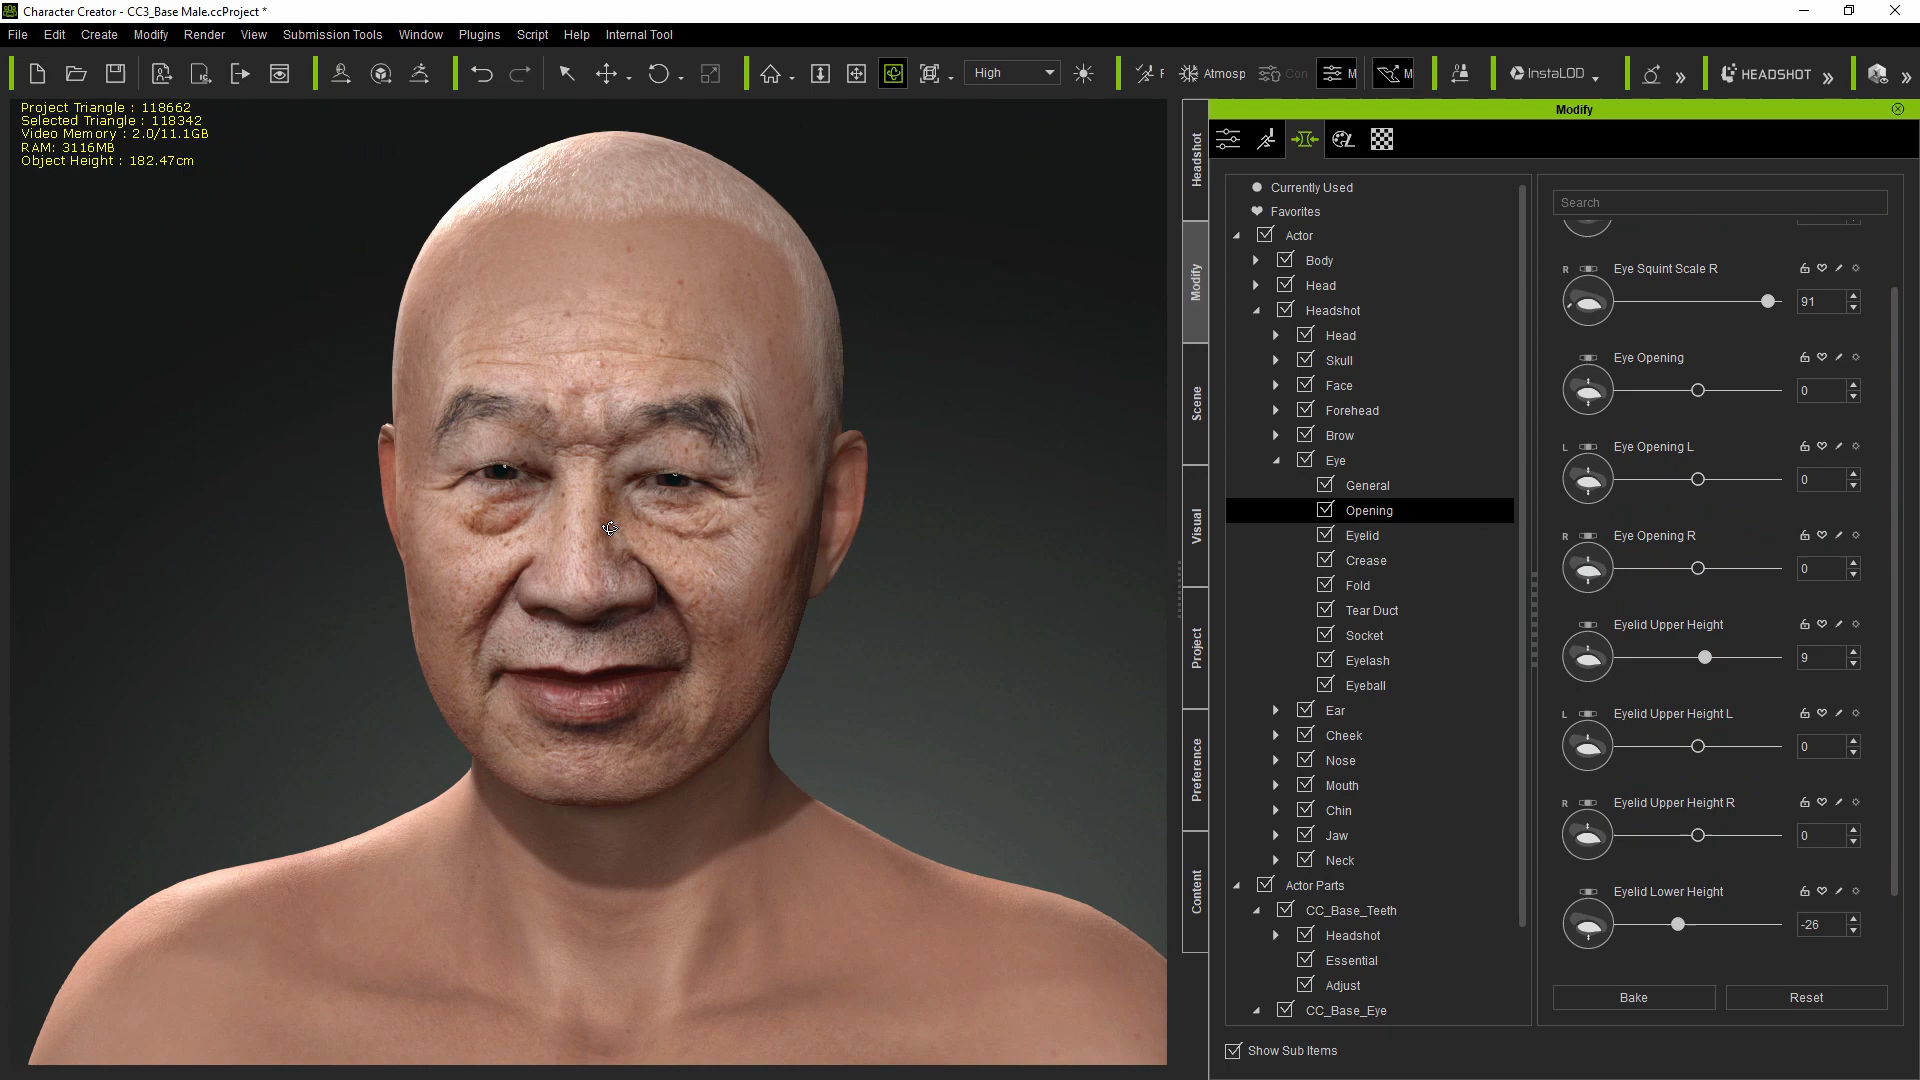 Character Creator - CC3_Base Male.ccProject *
File Edit Create Modify Render View Submission Tools Window Plugins Script Help Internal Tool
High F Atmosp Con M M InstaLOD HEADSHOT
Project Triangle : 118662
Selected Triangle : 118342
Video Memory : 2.0/11.1GB
RAM: 3116MB
Object Height : 182.47cm
Headshot
Modify
Scene
Visual
Project
Preference
Content
Modify
Currently Used
Favorites
Actor
Body
Head
Headshot
Head
Skull
Face
Forehead
Brow
Eye
General
Opening
Eyelid
Crease
Fold
Tear Duct
Socket
Eyelash
Eyeball
Ear
Cheek
Nose
Mouth
Chin
Jaw
Neck
Actor Parts
CC_Base_Teeth
Headshot
Essential
Adjust
CC_Base_Eye
Show Sub Items
Search
R Eye Squint Scale R
91
Eye Opening
0
L Eye Opening L
0
R Eye Opening R
0
Eyelid Upper Height
9
L Eyelid Upper Height L
0
R Eyelid Upper Height R
0
Eyelid Lower Height
-26
Bake Reset